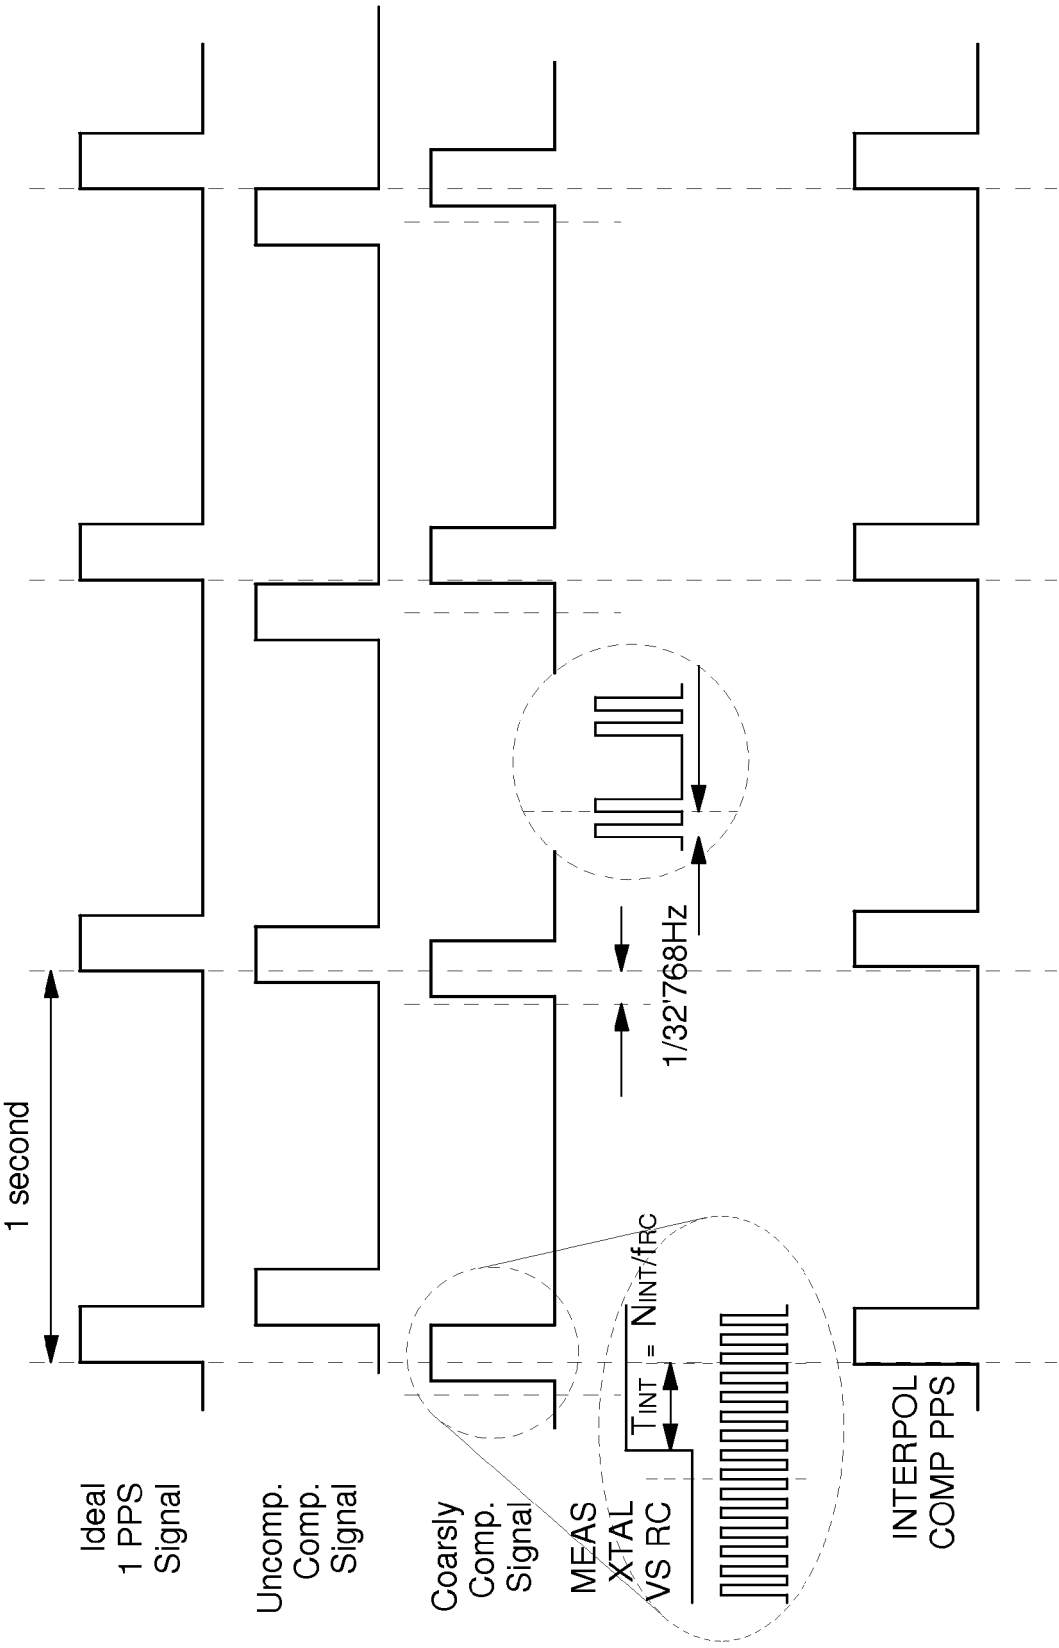 1 second
Ideal
1 PPS
Signal
Uncomp.
Comp.
Signal
Coarsly
Comp.
Signal
1/32'768Hz
MEAS
XTAL
VS RC
TINT = NINT/fRC
INTERPOL
COMP PPS